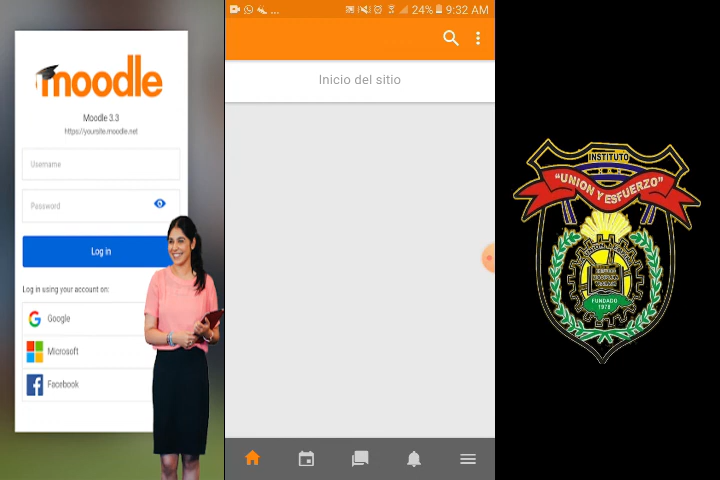 moodle
Moodle 3.3
https://yoursite.moodle.net
Username
Password
Log in
Log in using your account on:
Google
Microsoft
Facebook
... 24% 9:32 AM
Inicio del sitio
INSTITUTO
"UNION Y ESFUERZO"
FUNDADO
1978